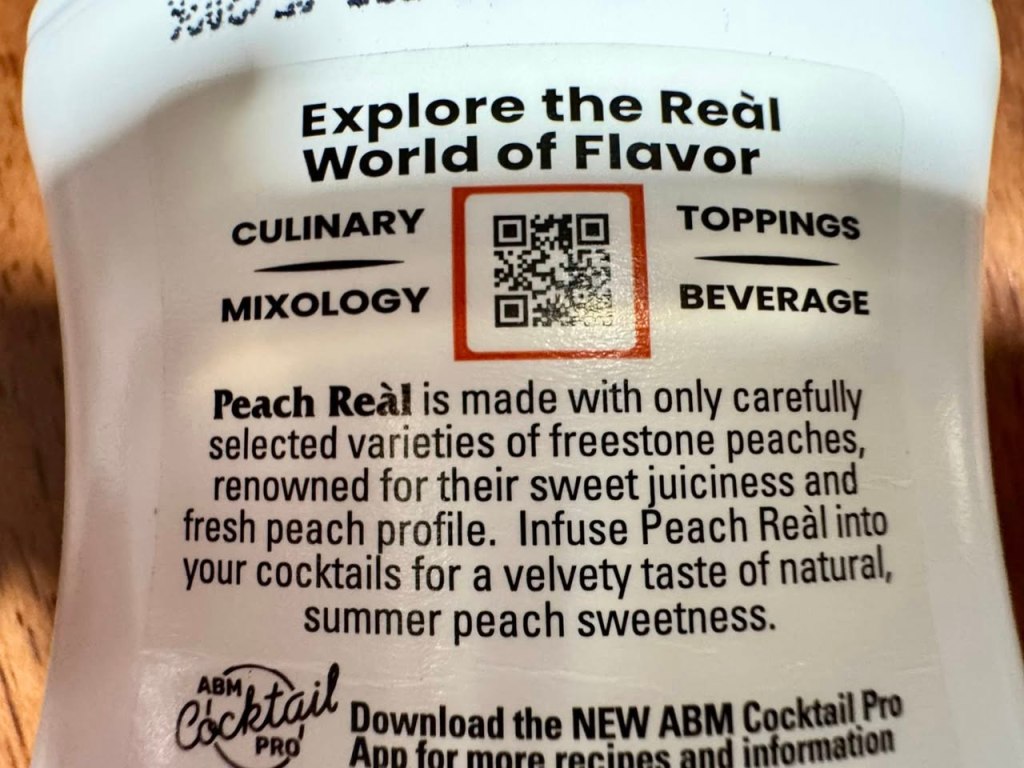 Explore the Reàl
World of Flavor
CULINARY
MIXOLOGY
TOPPINGS
BEVERAGE
Peach Reàl is made with only carefully
selected varieties of freestone peaches,
renowned for their sweet juiciness and
fresh peach profile. Infuse Peach Reàl into
your cocktails for a velvety taste of natural,
summer peach sweetness.
ABM
Cocktail
PRO
Download the NEW ABM Cocktail Pro
App for more recipes and information